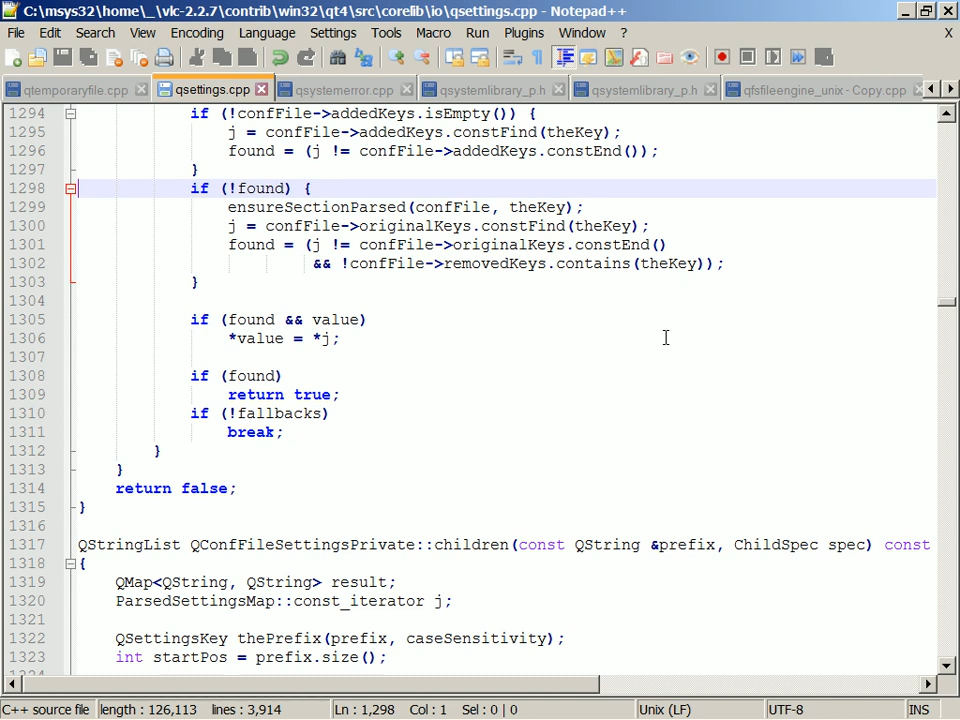 C:\msys32\home\_\vlc-2.2.7\contrib\win32\qt4\src\corelib\io\qsettings.cpp - Notepad++
File Edit Search View Encoding Language Settings Tools Macro Run Plugins Window ? X
qtemporaryfile.cpp qsettings.cpp qsystemerror.cpp qsystemlibrary_p.h qsystemlibrary_p.h qfsfileengine_unix - Copy.cpp
1294 if (!confFile->addedKeys.isEmpty()) {
1295 j = confFile->addedKeys.constFind(theKey);
1296 found = (j != confFile->addedKeys.constEnd());
1297 }
1298 if (!found) {
1299 ensureSectionParsed(confFile, theKey);
1300 j = confFile->originalKeys.constFind(theKey);
1301 found = (j != confFile->originalKeys.constEnd()
1302 && !confFile->removedKeys.contains(theKey));
1303 }
1304
1305 if (found && value)
1306 *value = *j;
1307
1308 if (found)
1309 return true;
1310 if (!fallbacks)
1311 break;
1312 }
1313 }
1314 return false;
1315 }
1316
1317 QStringList QConfFileSettingsPrivate::children(const QString &prefix, ChildSpec spec) const
1318 {
1319 QMap<QString, QString> result;
1320 ParsedSettingsMap::const_iterator j;
1321
1322 QSettingsKey thePrefix(prefix, caseSensitivity);
1323 int startPos = prefix.size();
C++ source file length : 126,113 lines : 3,914 Ln : 1,298 Col : 1 Sel : 0 | 0 Unix (LF) UTF-8 INS